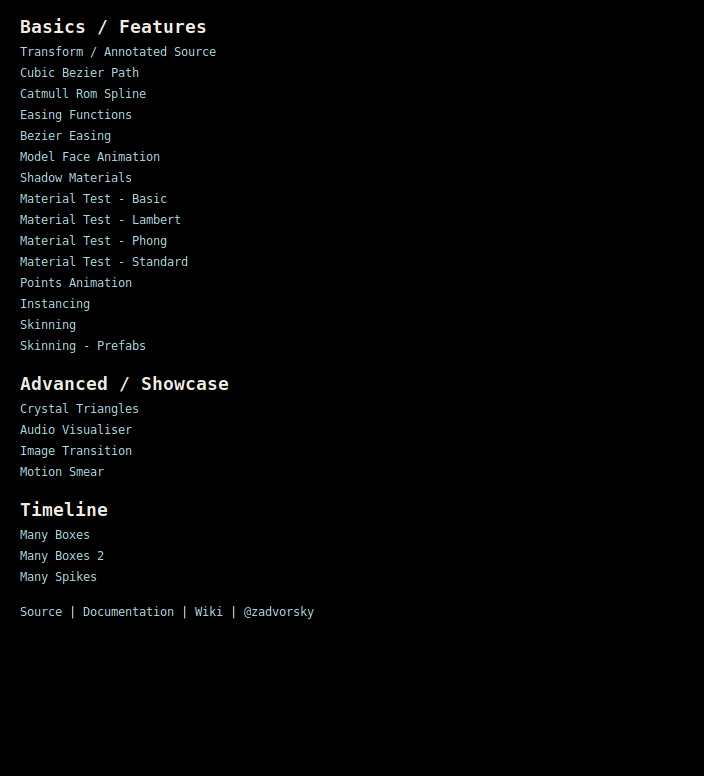 Basics / Features
Transform / Annotated Source
Cubic Bezier Path
Catmull Rom Spline
Easing Functions
Bezier Easing
Model Face Animation
Shadow Materials
Material Test - Basic
Material Test - Lambert
Material Test - Phong
Material Test - Standard
Points Animation
Instancing
Skinning
Skinning - Prefabs
Advanced / Showcase
Crystal Triangles
Audio Visualiser
Image Transition
Motion Smear
Timeline
Many Boxes
Many Boxes 2
Many Spikes
Source | Documentation | Wiki | @zadvorsky